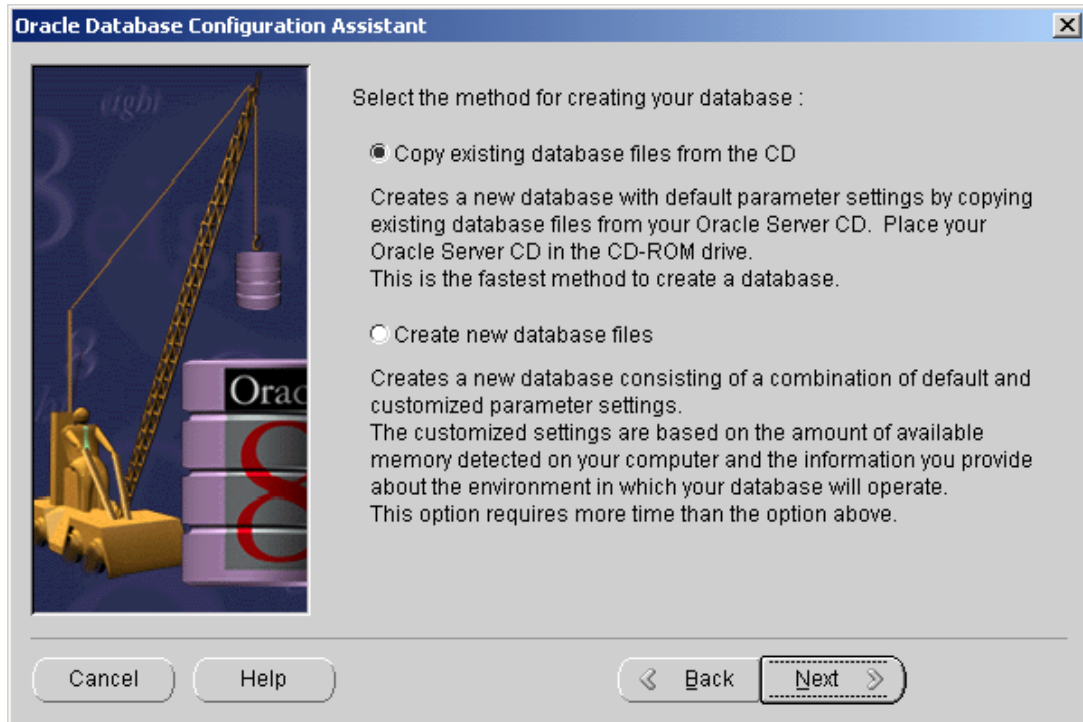 Oracle Database Configuration Assistant
eight
Select the method for creating your database :
Copy existing database files from the CD
Creates a new database with default parameter settings by copying
existing database files from your Oracle Server CD.  Place your
Oracle Server CD in the CD-ROM drive.
This is the fastest method to create a database.
Create new database files
Creates a new database consisting of a combination of default and
customized parameter settings.
The customized settings are based on the amount of available
memory detected on your computer and the information you provide
about the environment in which your database will operate.
This option requires more time than the option above.
8
Orac
8
Cancel
Help
Back
Next